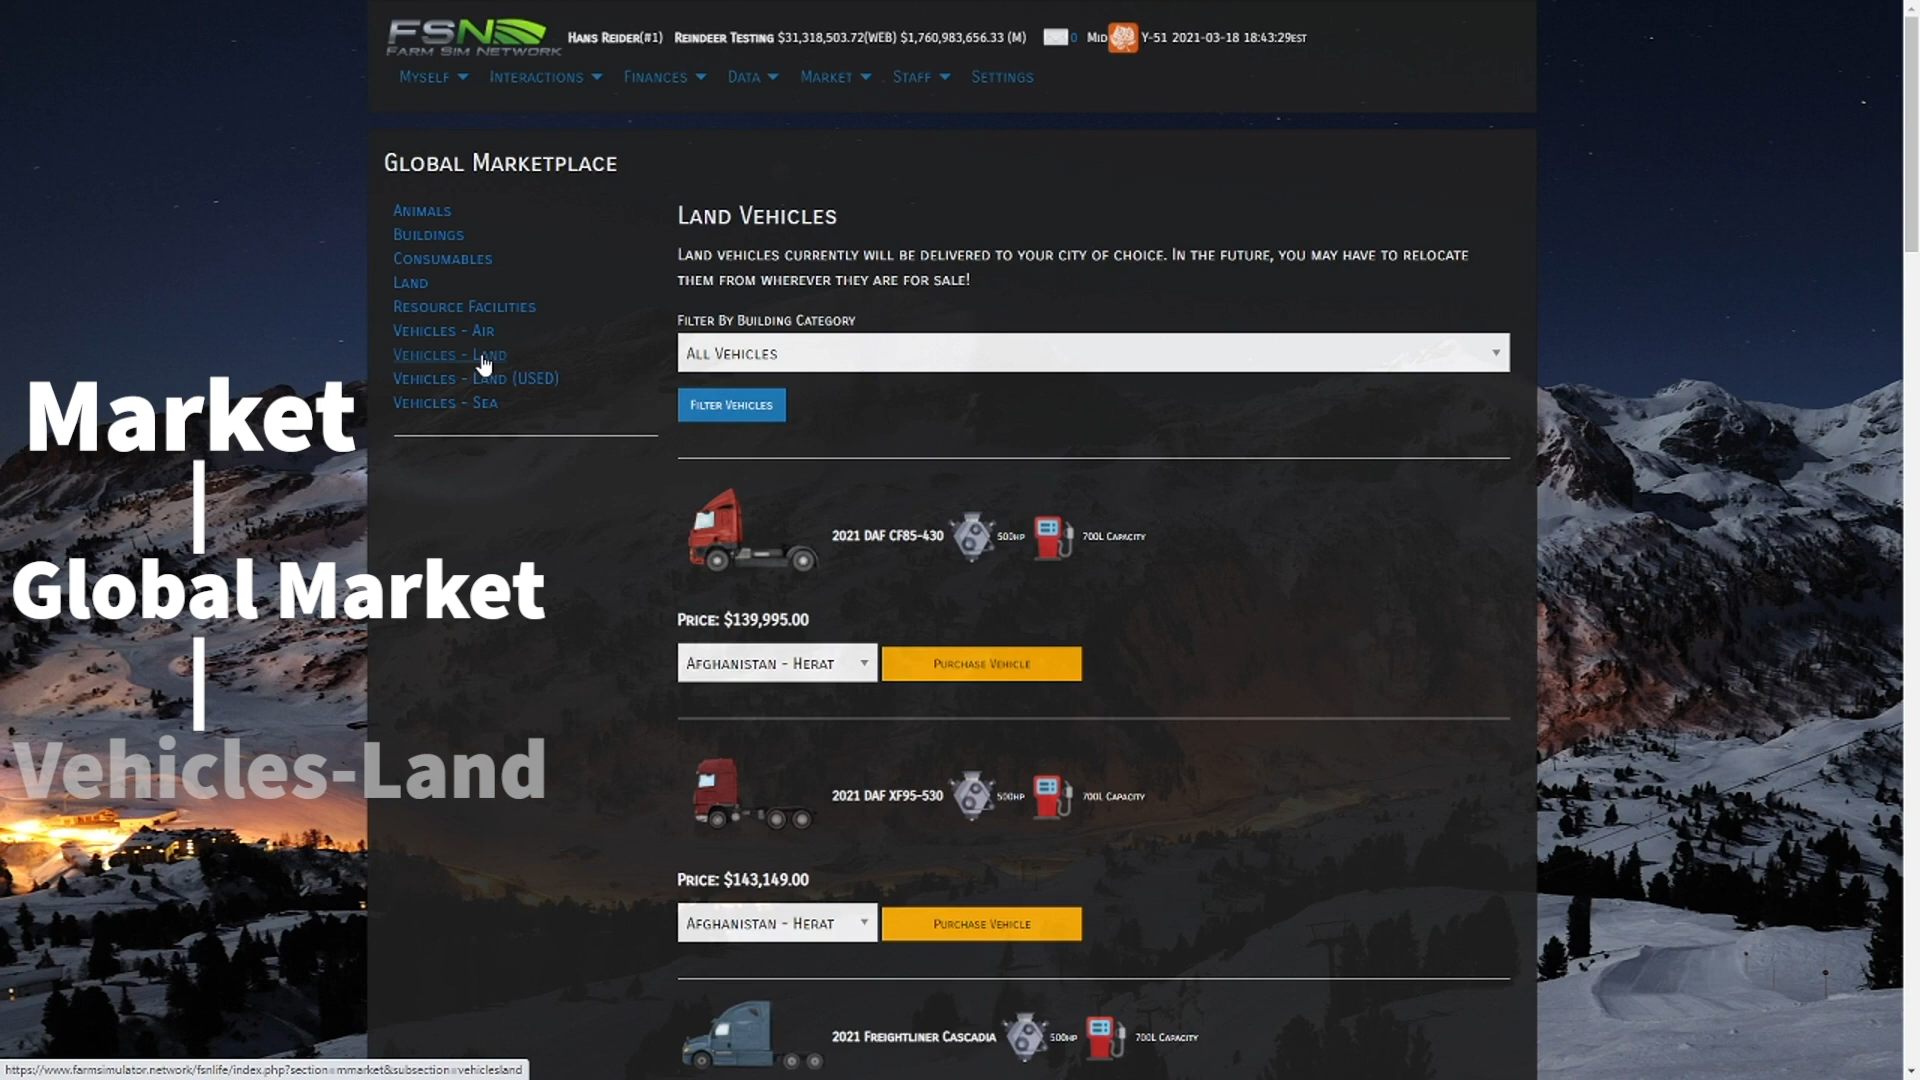 FSN
FARM SIM NETWORK
HANS REIDER(#1) REINDEER TESTING $31,318,503.72(WEB) $1,760,983,656.33 (M) 0 MID Y-51 2021-03-18 18:43:29EST
MYSELF INTERACTIONS FINANCES DATA MARKET STAFF SETTINGS
GLOBAL MARKETPLACE
ANIMALS
BUILDINGS
CONSUMABLES
LAND
RESOURCE FACILITIES
VEHICLES - AIR
VEHICLES - LAND
VEHICLES - LAND (USED)
VEHICLES - SEA
LAND VEHICLES
LAND VEHICLES CURRENTLY WILL BE DELIVERED TO YOUR CITY OF CHOICE. IN THE FUTURE, YOU MAY HAVE TO RELOCATE
THEM FROM WHEREVER THEY ARE FOR SALE!
FILTER BY BUILDING CATEGORY
ALL VEHICLES
FILTER VEHICLES
2021 DAF CF85-430 500HP 700L CAPACITY
PRICE: $139,995.00
AFGHANISTAN - HERAT PURCHASE VEHICLE
2021 DAF XF95-530 500HP 700L CAPACITY
PRICE: $143,149.00
AFGHANISTAN - HERAT PURCHASE VEHICLE
2021 FREIGHTLINER CASCADIA 500HP 700L CAPACITY
Market
Global Market
Vehicles-Land
https://www.farmsimulator.network/fsnlife/index.php?section=mmarket&subsection=vehiclesland